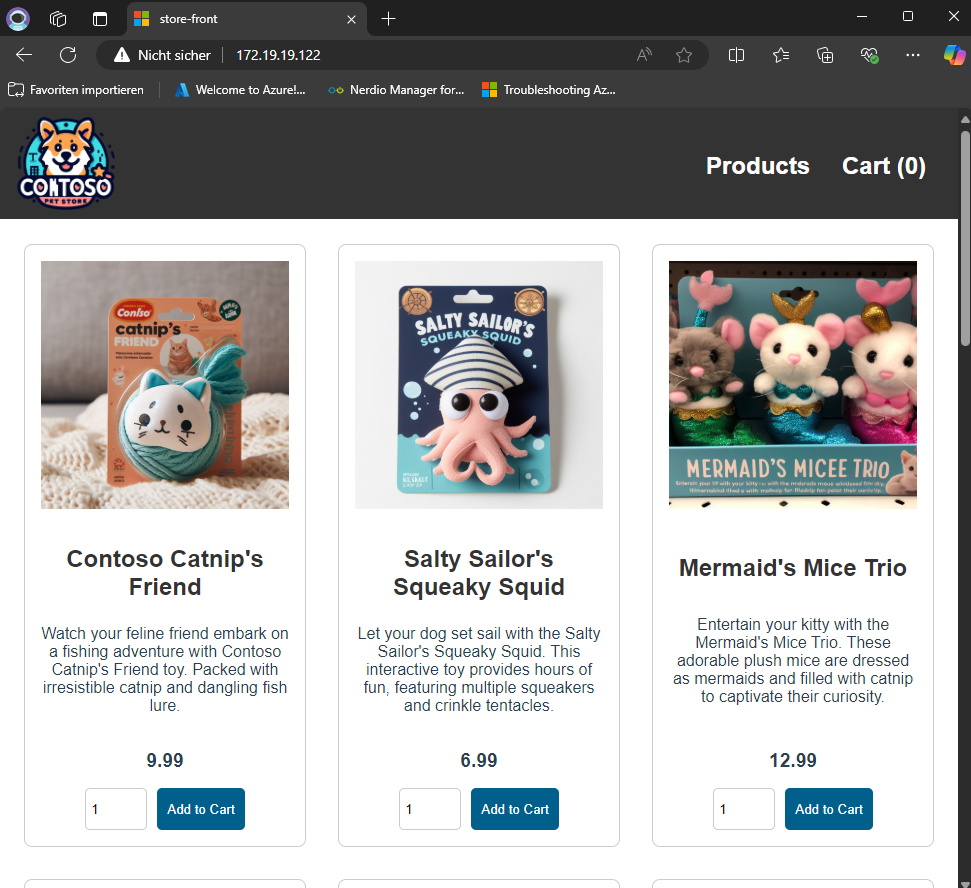 store-front
Nicht sicher
172.19.19.122
Favoriten importieren
Welcome to Azure!...
Nerdio Manager for...
Troubleshooting Az...
CONTOSO
PET STORE
Products
Cart (0)
Conlso
catnip's
FRIEND
SALTY SAILOR'S
SQUEAKY SQUID
MERMAID'S MICEE TRIO
Contoso Catnip's
Friend
Watch your feline friend embark on
a fishing adventure with Contoso
Catnip's Friend toy. Packed with
irresistible catnip and dangling fish
lure.
9.99
1
Add to Cart
Salty Sailor's
Squeaky Squid
Let your dog set sail with the Salty
Sailor's Squeaky Squid. This
interactive toy provides hours of
fun, featuring multiple squeakers
and crinkle tentacles.
6.99
1
Add to Cart
Mermaid's Mice Trio
Entertain your kitty with the
Mermaid's Mice Trio. These
adorable plush mice are dressed
as mermaids and filled with catnip
to captivate their curiosity.
12.99
1
Add to Cart